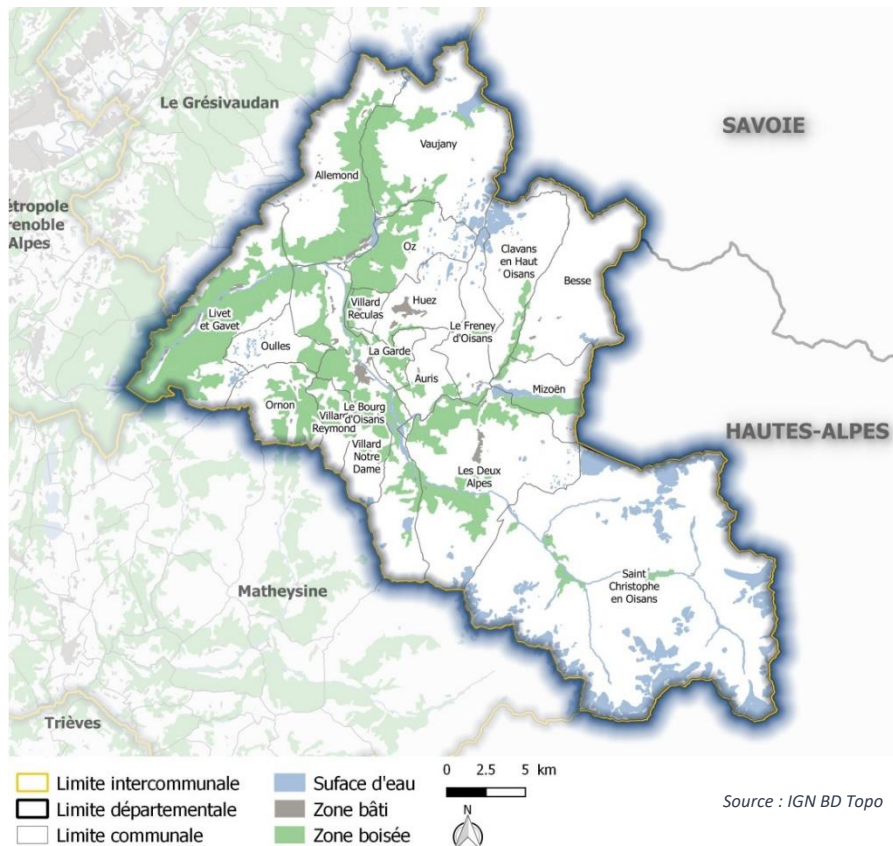 Le Grésivaudan
SAVOIE
Vaujany
Allemond
étropole
renoble
Alpes
Oz
Clavans
en Haut
Oisans
Besse
Livet
et Gavet
Villard
Reculas
Huez
Le Freney
d'Oisans
Oulles
La Garde
Auris
Mizoën
Ornon
Villar
Reymond
Le Bourg
d'Oisans
HAUTES-ALPES
Villard
Notre
Dame
Les Deux
Alpes
Saint
Christophe
en Oisans
Matheysine
Trièves
Limite intercommunale
Limite départementale
Limite communale
Suface d'eau
Zone bâti
Zone boisée
0 2.5 5 km
N
Source : IGN BD Topo